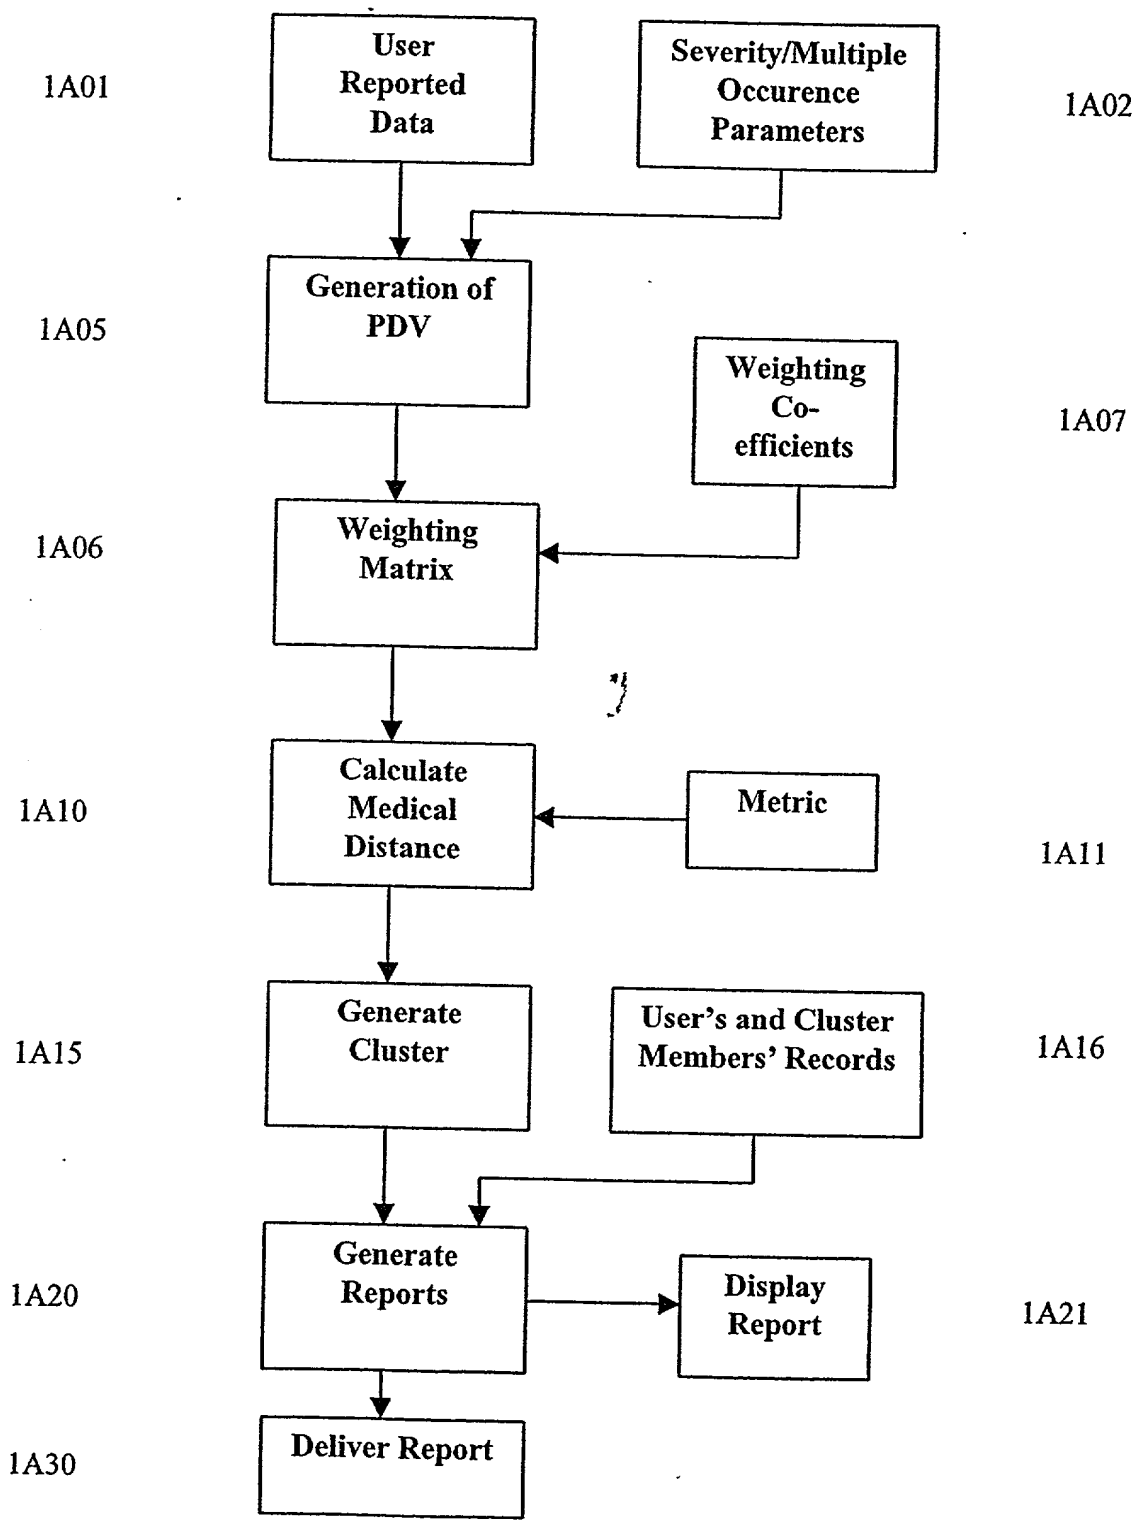 1A01
User
Reported
Data
Severity/Multiple
Occurence
Parameters
1A02
1A05
Generation of
PDV
Weighting
Co-
efficients
1A07
1A06
Weighting
Matrix
1A10
Calculate
Medical
Distance
Metric
1A11
1A15
Generate
Cluster
User's and Cluster
Members' Records
1A16
1A20
Generate
Reports
Display
Report
1A21
1A30
Deliver Report